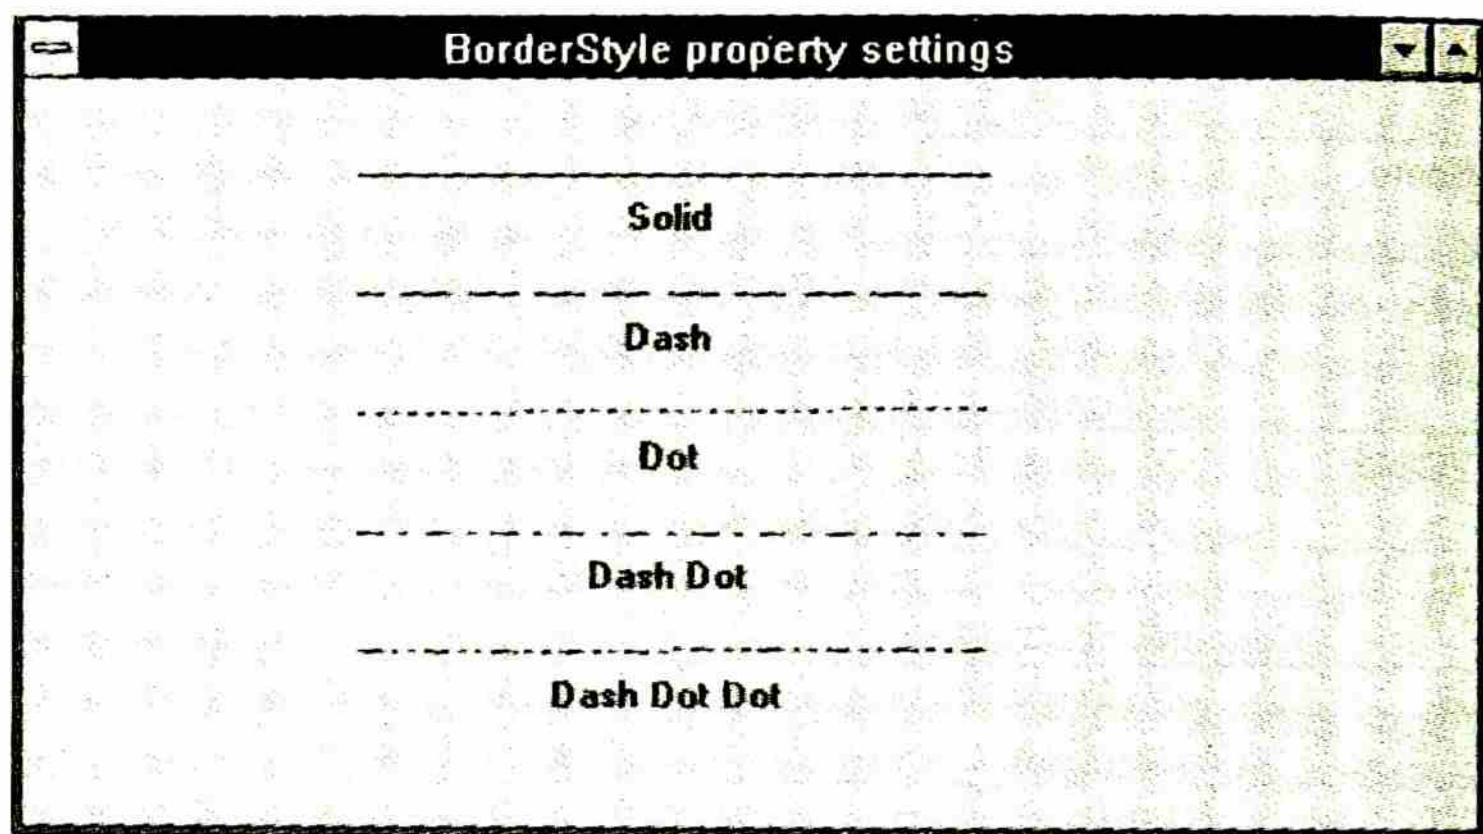 BorderStyle property settings
Solid
Dash
Dot
Dash Dot
Dash Dot Dot